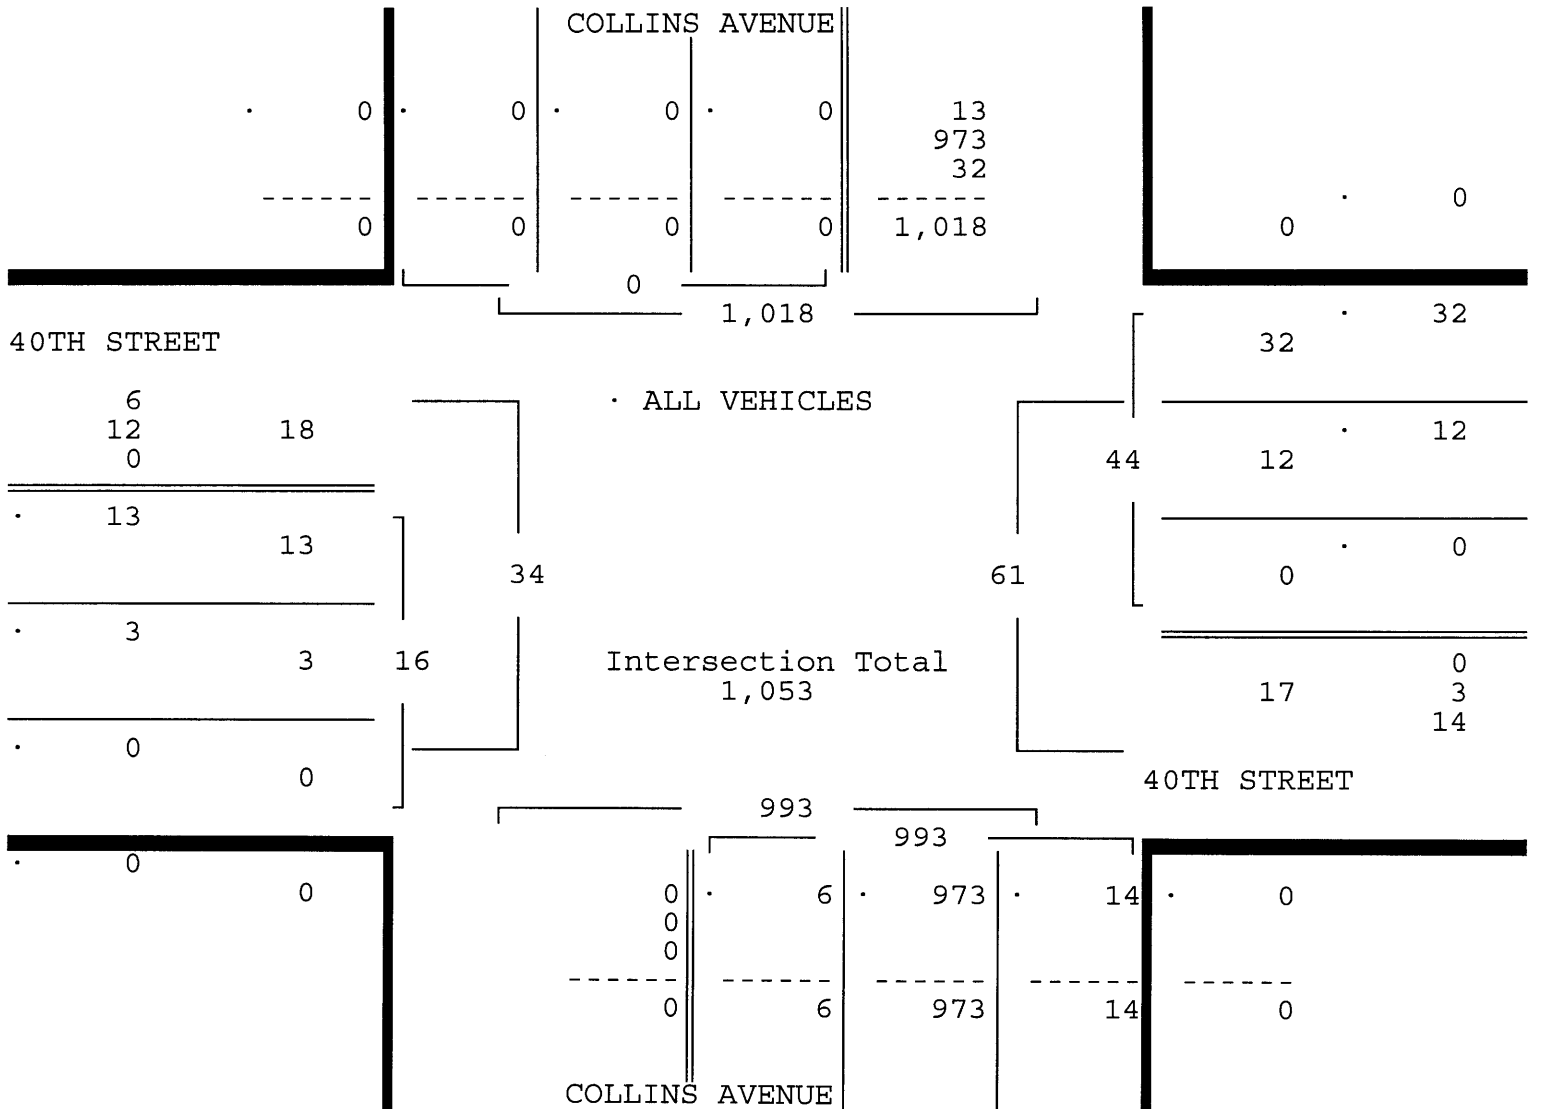 COLLINS AVENUE
· 0 · 0 · 0 · 0 13
973
32
------ ------ ------ ------ ------
· 0
0 0 0 0 1,018 0
0
1,018
· 32
40TH STREET 32
6 · ALL VEHICLES
12 18 · 12
0 44 12
· 13
13 · 0
34 61 0
· 3
3 16 Intersection Total 0
1,053 17 3
14
· 0
0 40TH STREET
993
993
· 0
0 0 · 6 · 973 · 14 · 0
0
0
------ ------ ------ ------ ------
0 6 973 14 0
COLLINS AVENUE